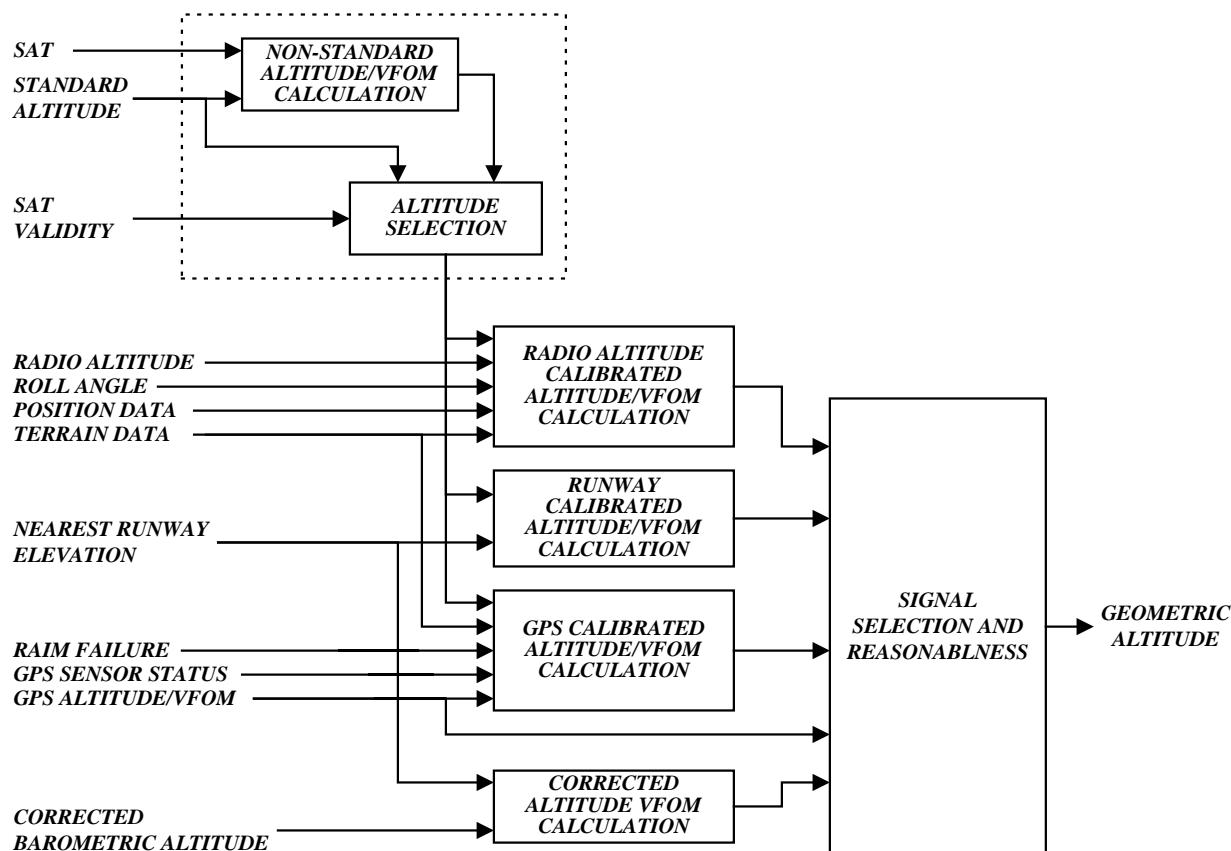 SAT
STANDARD
ALTITUDE
NON-STANDARD
ALTITUDE/VFOM
CALCULATION
SAT
VALIDITY
ALTITUDE
SELECTION
RADIO ALTITUDE
ROLL ANGLE
POSITION DATA
TERRAIN DATA
RADIO ALTITUDE
CALIBRATED
ALTITUDE/VFOM
CALCULATION
NEAREST RUNWAY
ELEVATION
RUNWAY
CALIBRATED
ALTITUDE/VFOM
CALCULATION
RAIM FAILURE
GPS SENSOR STATUS
GPS ALTITUDE/VFOM
GPS CALIBRATED
ALTITUDE/VFOM
CALCULATION
CORRECTED
BAROMETRIC ALTITUDE
CORRECTED
ALTITUDE VFOM
CALCULATION
SIGNAL
SELECTION AND
REASONABLNESS
GEOMETRIC
ALTITUDE